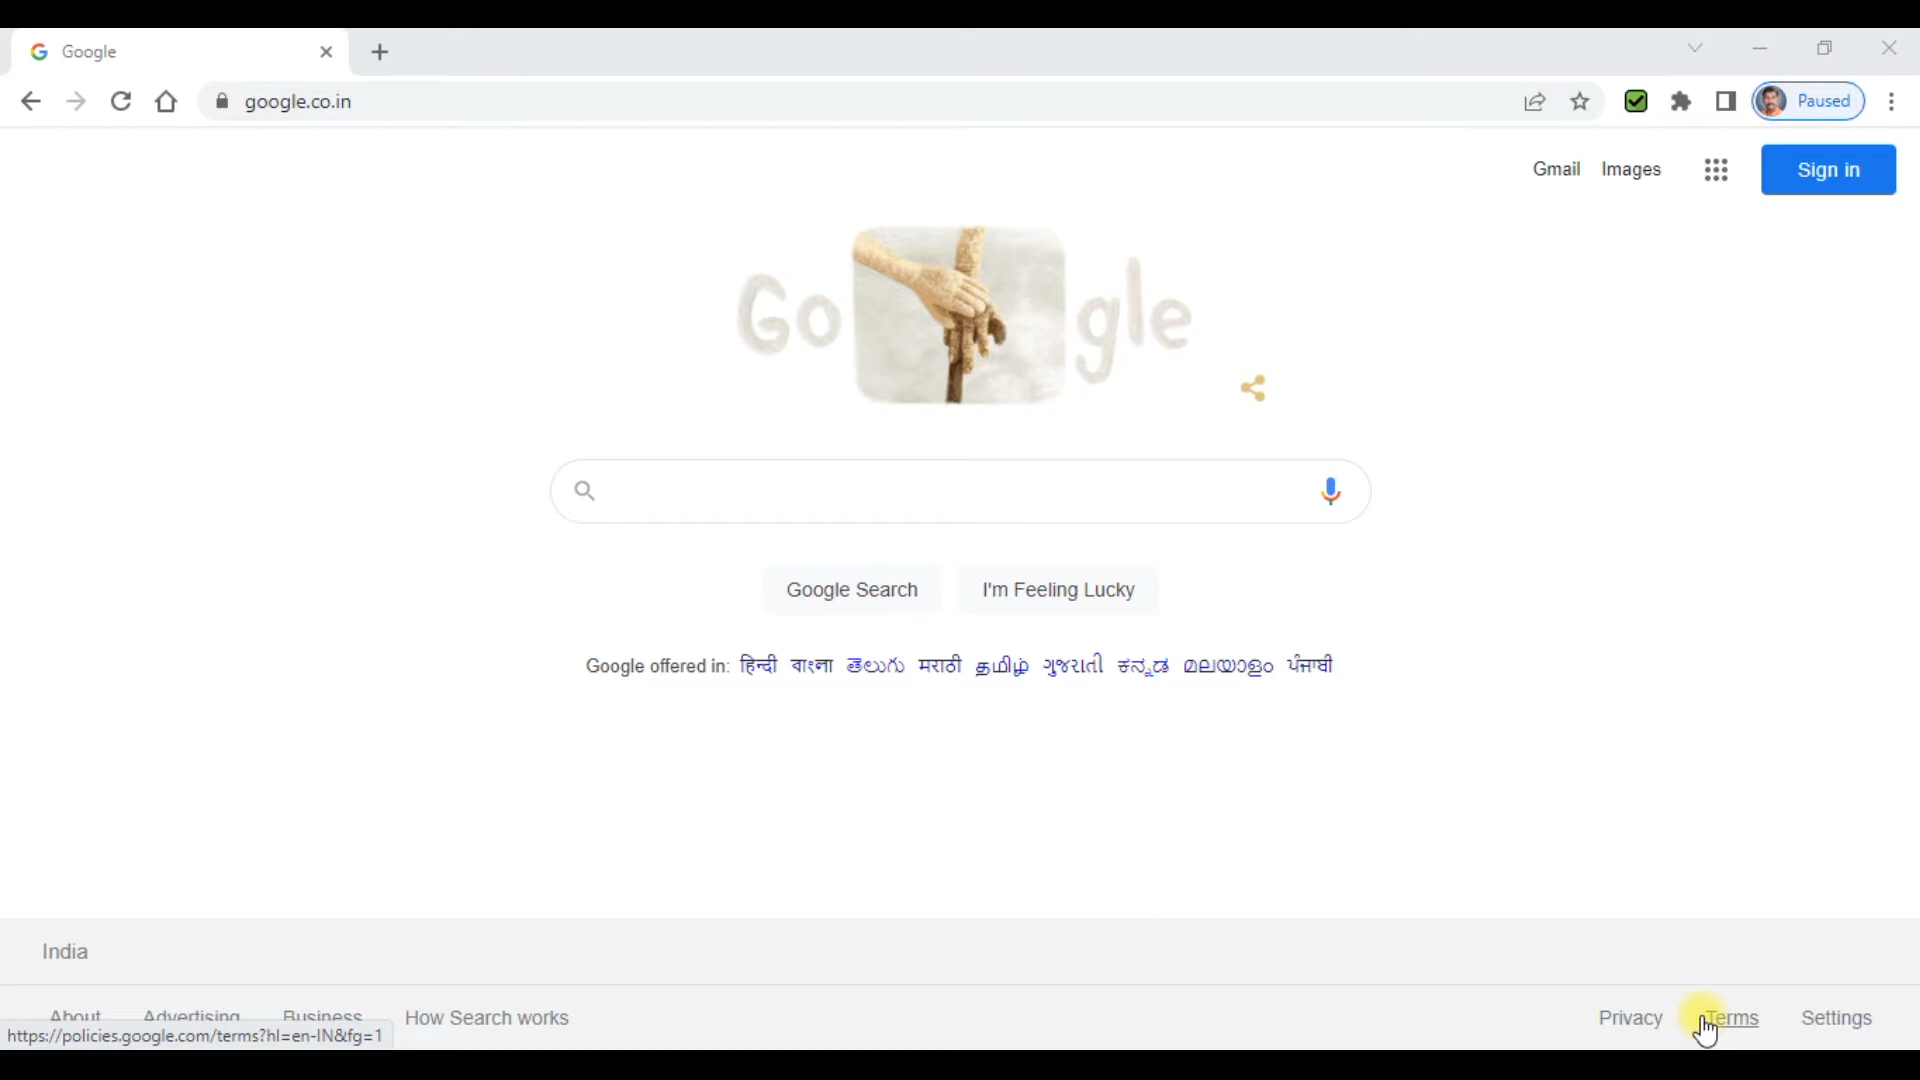 Google
google.co.in
Paused
Gmail Images
Sign in
Google
Google Search I'm Feeling Lucky
Google offered in: हिन्दी বাংলা తెలుగు मराठी தமிழ் ગુજરાતી ಕನ್ನಡ മലയാളം ਪੰਜਾਬੀ
India
About Advertising Business How Search works Privacy Terms Settings
https://policies.google.com/terms?hl=en-IN&fg=1